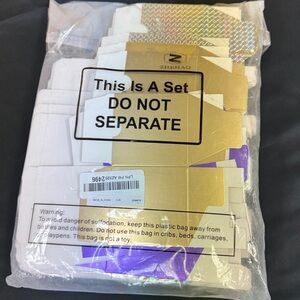 This Is A Set
DO NOT
SEPARATE
2496
Warning:
To avoid danger of suffocation, keep this plastic bag away from
babies and children. Do not use this bag in cribs, beds, carriages,
or playpens. This bag is not a toy.